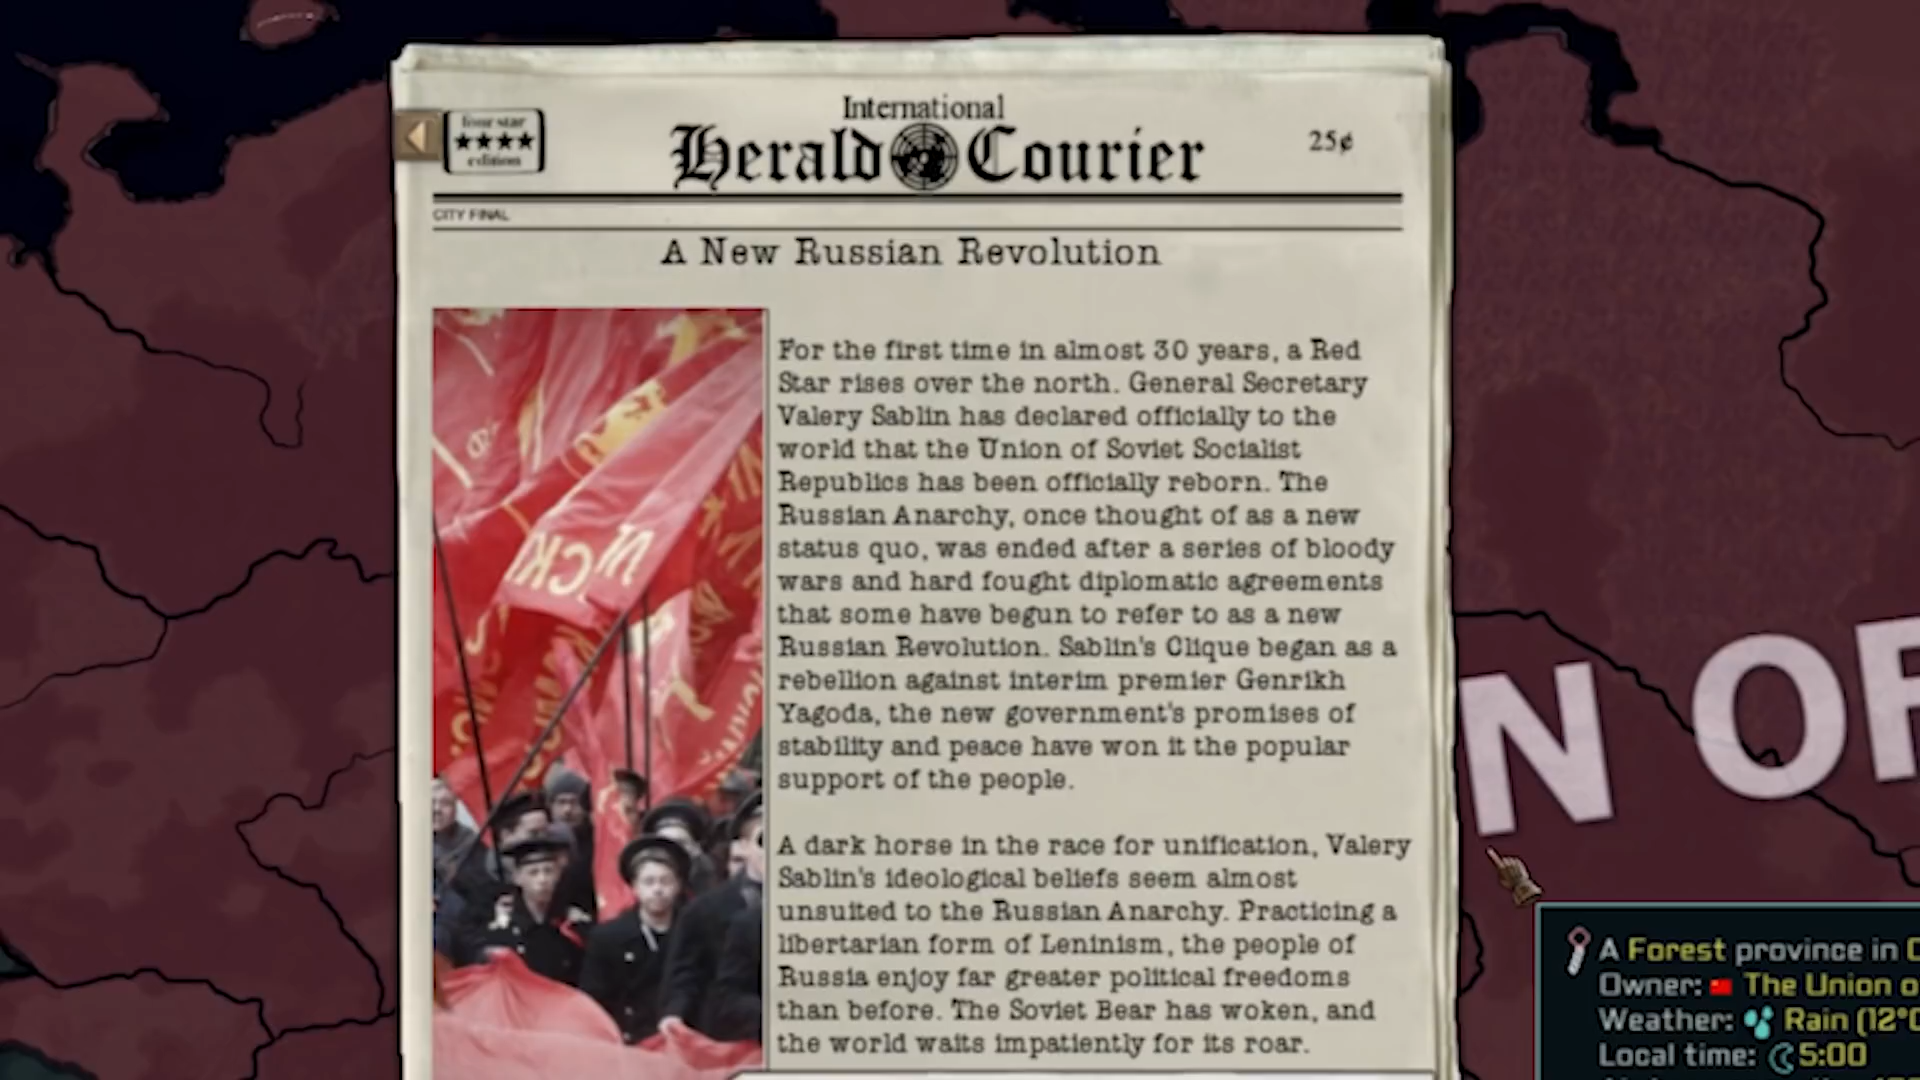 four star
★★★★
edition
International
Herald Courier
25¢
CITY FINAL
A New Russian Revolution
For the first time in almost 30 years, a Red
Star rises over the north. General Secretary
Valery Sablin has declared officially to the
world that the Union of Soviet Socialist
Republics has been officially reborn. The
Russian Anarchy, once thought of as a new
status quo, was ended after a series of bloody
wars and hard fought diplomatic agreements
that some have begun to refer to as a new
Russian Revolution. Sablin's Clique began as a
rebellion against interim premier Genrikh
Yagoda, the new government's promises of
stability and peace have won it the popular
support of the people.
A dark horse in the race for unification, Valery
Sablin's ideological beliefs seem almost
unsuited to the Russian Anarchy. Practicing a
libertarian form of Leninism, the people of
Russia enjoy far greater political freedoms
than before. The Soviet Bear has woken, and
the world waits impatiently for its roar.
N OF
A Forest province in
Owner: The Union o
Weather: Rain (12°C
Local time: 5:00